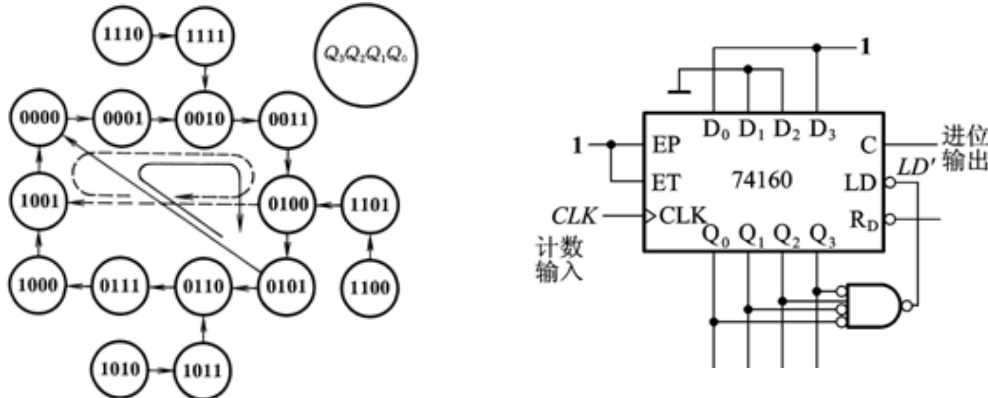 1110 1111
Q₃Q₂Q₁Q₀
0000 0001 0010 0011
1001 0100 1101
1000 0111 0110 0101 1100
1010 1011
1
D₀ D₁ D₂ D₃
1 EP C 进位输出
ET 74160 LD LD'
CLK CLK R_D
计数输入
Q₀ Q₁ Q₂ Q₃